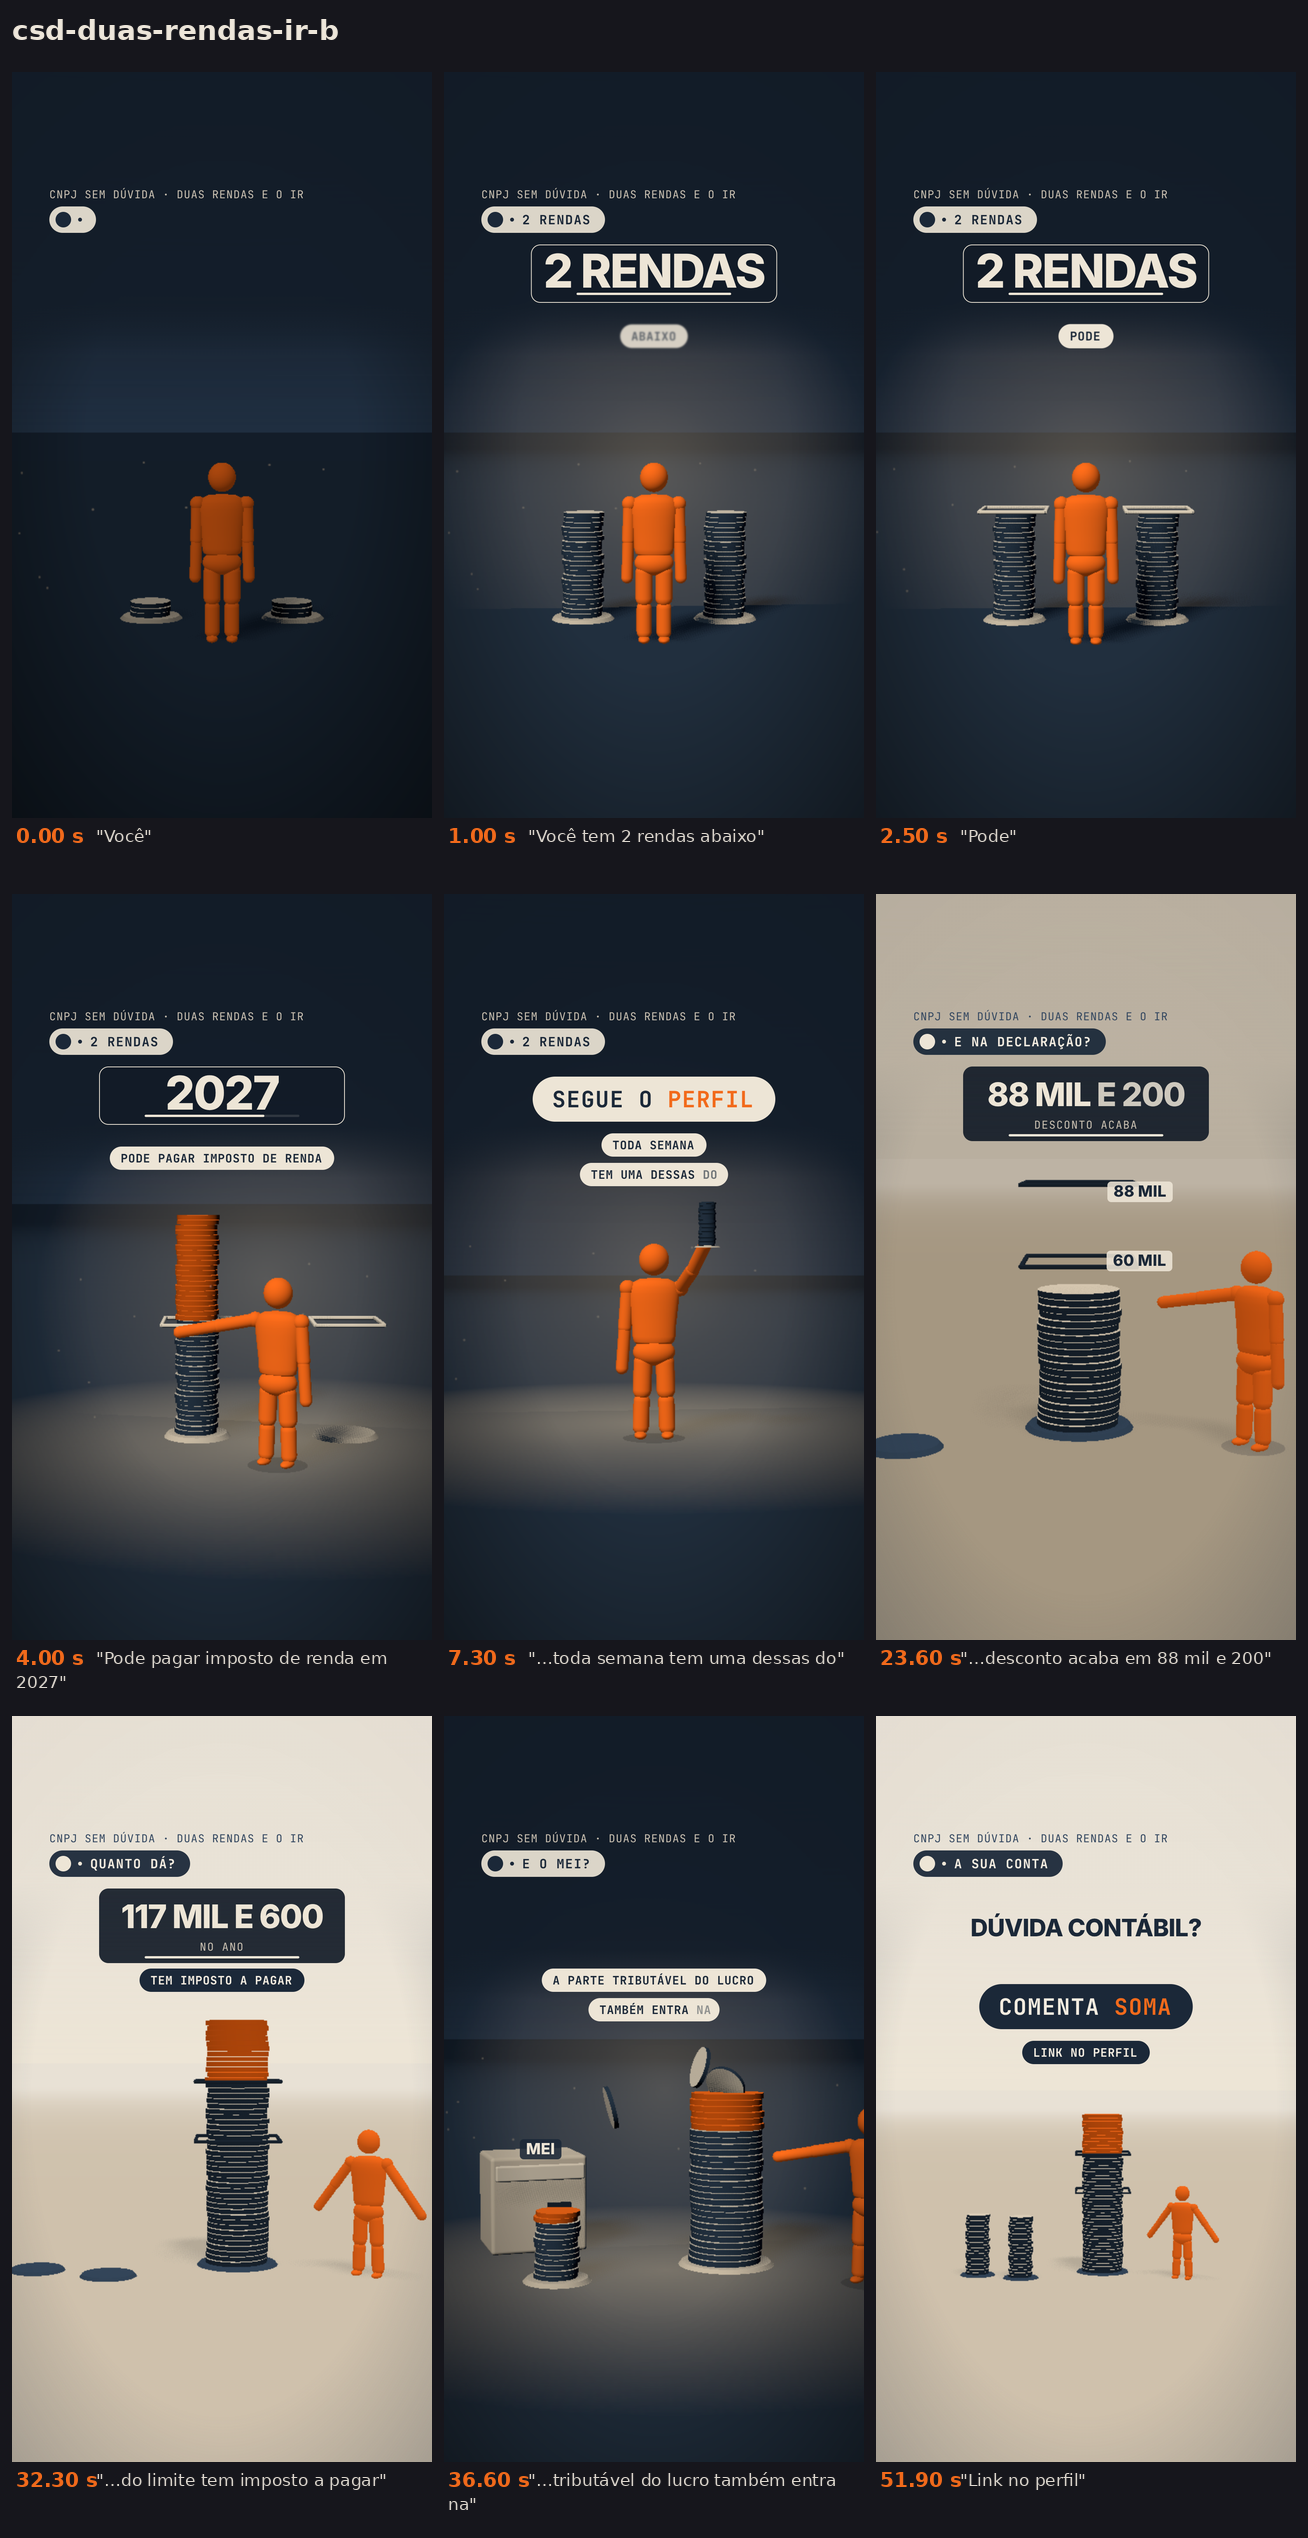 csd-duas-rendas-ir-b
CNPJ SEM DÚVIDA · DUAS RENDAS E O IR
•
0.00 s "Você"
CNPJ SEM DÚVIDA · DUAS RENDAS E O IR
• 2 RENDAS
2 RENDAS
ABAIXO
1.00 s "Você tem 2 rendas abaixo"
CNPJ SEM DÚVIDA · DUAS RENDAS E O IR
• 2 RENDAS
2 RENDAS
PODE
2.50 s "Pode"
CNPJ SEM DÚVIDA · DUAS RENDAS E O IR
• 2 RENDAS
2027
PODE PAGAR IMPOSTO DE RENDA
4.00 s "Pode pagar imposto de renda em
2027"
CNPJ SEM DÚVIDA · DUAS RENDAS E O IR
• 2 RENDAS
SEGUE O PERFIL
TODA SEMANA
TEM UMA DESSAS DO
7.30 s "...toda semana tem uma dessas do"
CNPJ SEM DÚVIDA · DUAS RENDAS E O IR
• E NA DECLARAÇÃO?
88 MIL E 200
DESCONTO ACABA
88 MIL
60 MIL
23.60 s "...desconto acaba em 88 mil e 200"
CNPJ SEM DÚVIDA · DUAS RENDAS E O IR
• QUANTO DÁ?
117 MIL E 600
NO ANO
TEM IMPOSTO A PAGAR
32.30 s "...do limite tem imposto a pagar"
CNPJ SEM DÚVIDA · DUAS RENDAS E O IR
• E O MEI?
A PARTE TRIBUTÁVEL DO LUCRO
TAMBÉM ENTRA NA
MEI
36.60 s "...tributável do lucro também entra
na"
CNPJ SEM DÚVIDA · DUAS RENDAS E O IR
• A SUA CONTA
DÚVIDA CONTÁBIL?
COMENTA SOMA
LINK NO PERFIL
51.90 s "Link no perfil"